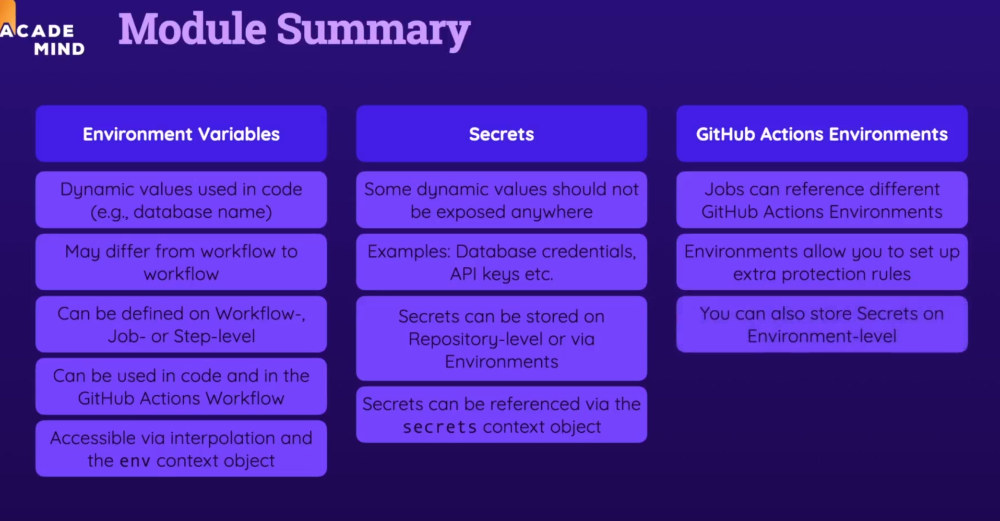 ACADE
MIND
Module Summary
Environment Variables
Dynamic values used in code
(e.g., database name)
May differ from workflow to
workflow
Can be defined on Workflow-,
Job- or Step-level
Can be used in code and in the
GitHub Actions Workflow
Accessible via interpolation and
the env context object
Secrets
Some dynamic values should not
be exposed anywhere
Examples: Database credentials,
API keys etc.
Secrets can be stored on
Repository-level or via
Environments
Secrets can be referenced via the
secrets context object
GitHub Actions Environments
Jobs can reference different
GitHub Actions Environments
Environments allow you to set up
extra protection rules
You can also store Secrets on
Environment-level